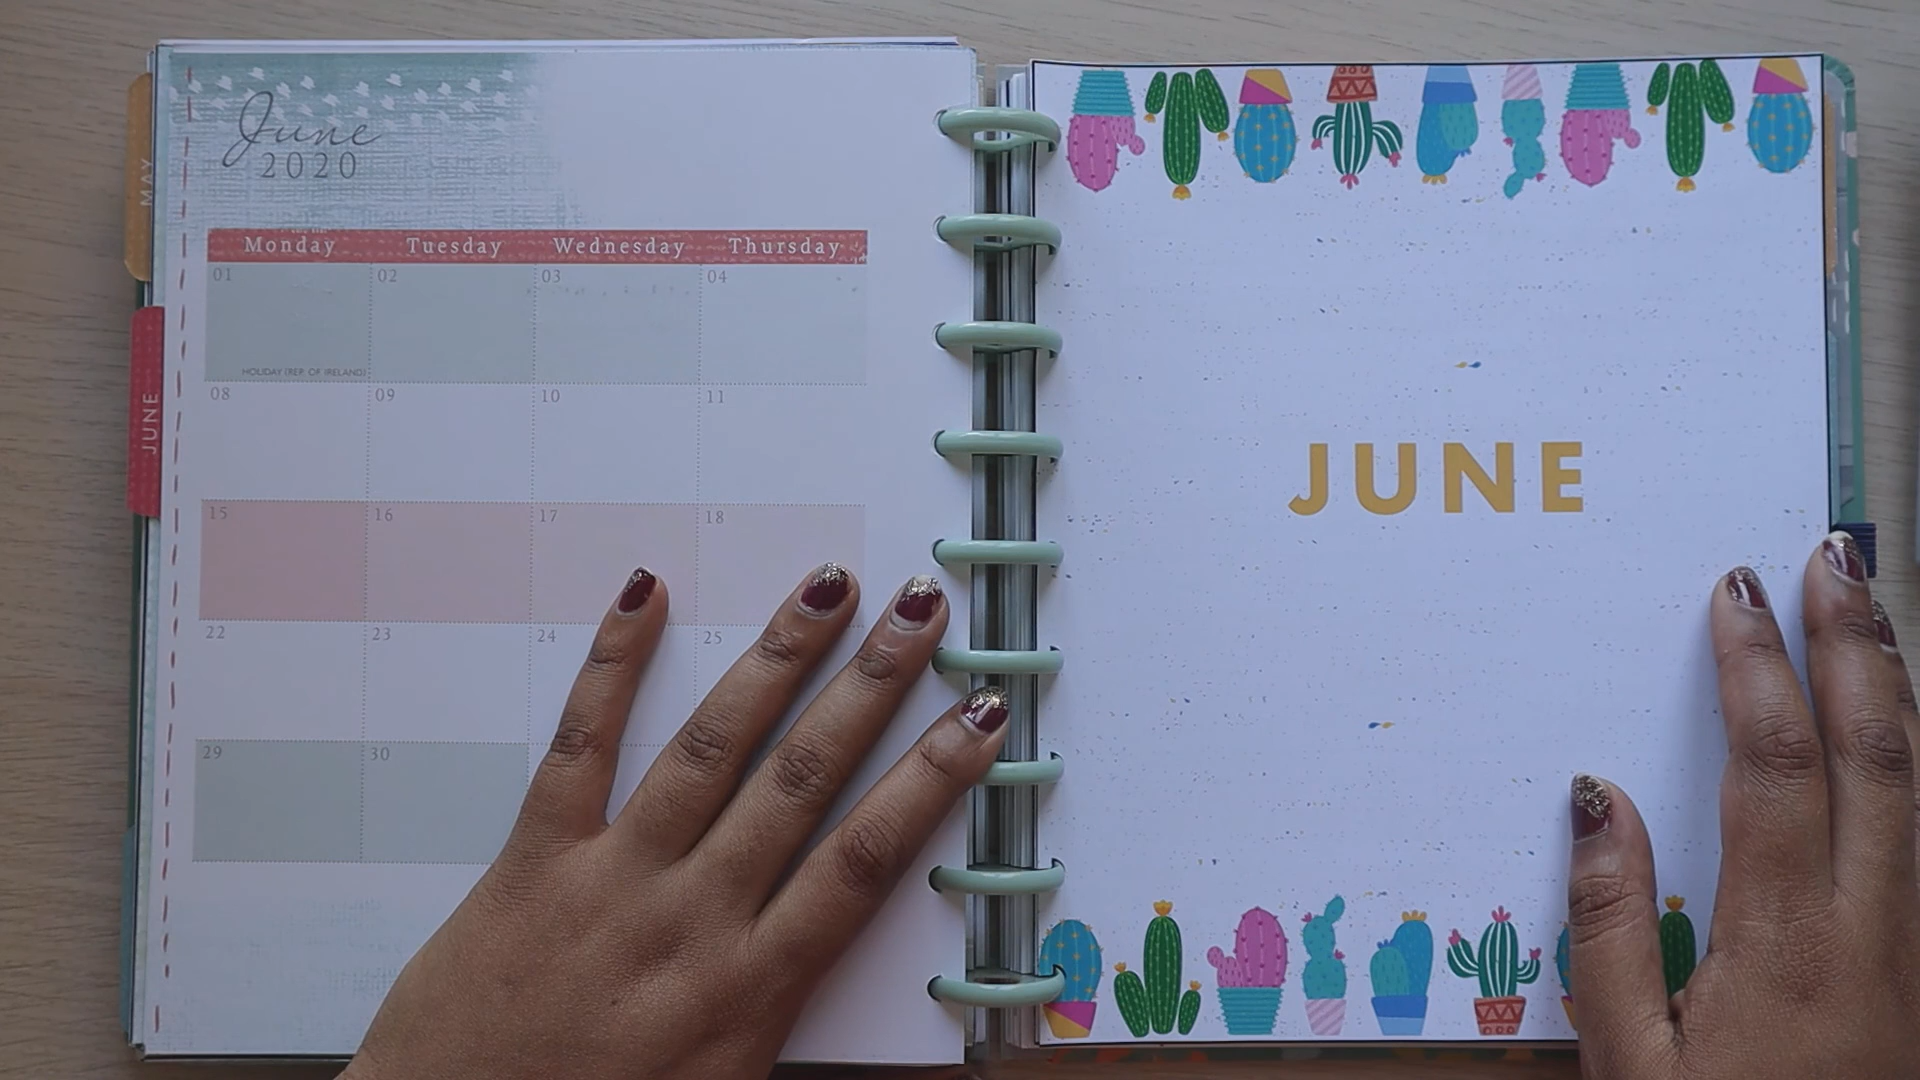 June
2020
MAY
JUNE
Monday Tuesday Wednesday Thursday
01 02 03 04
HOLIDAY (REP. OF IRELAND)
08 09 10 11
15 16 17 18
22 23 24 25
29 30
JUNE